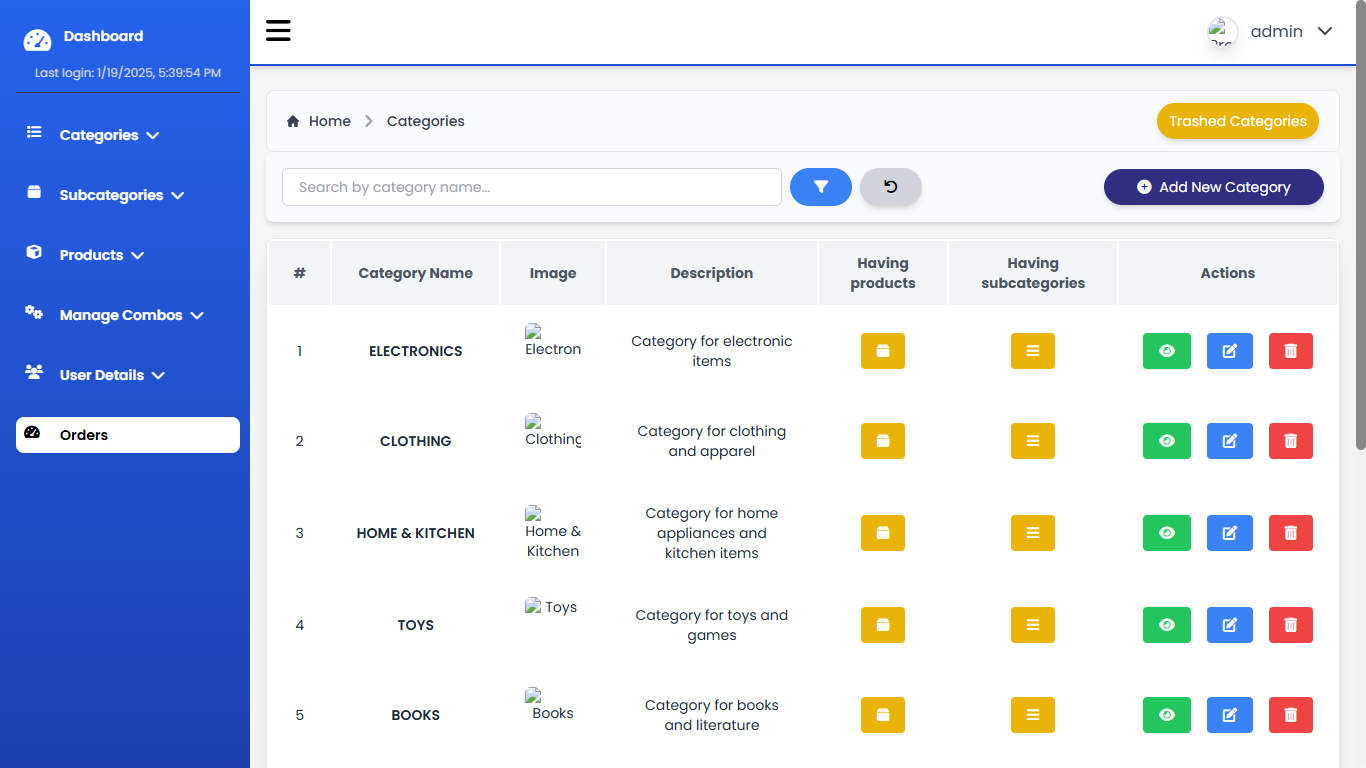 Dashboard
Last login: 1/19/2025, 5:39:54 PM
Categories
Subcategories
Products
Manage Combos
User Details
Orders
admin
Home
Categories
Trashed Categories
Search by category name...
Add New Category
# Category Name Image Description Having products Having subcategories Actions
1 ELECTRONICS Electron Category for electronic
items
2 CLOTHING Clothing Category for clothing
and apparel
3 HOME & KITCHEN Home &
Kitchen Category for home
appliances and
kitchen items
4 TOYS Toys Category for toys and
games
5 BOOKS Books Category for books
and literature